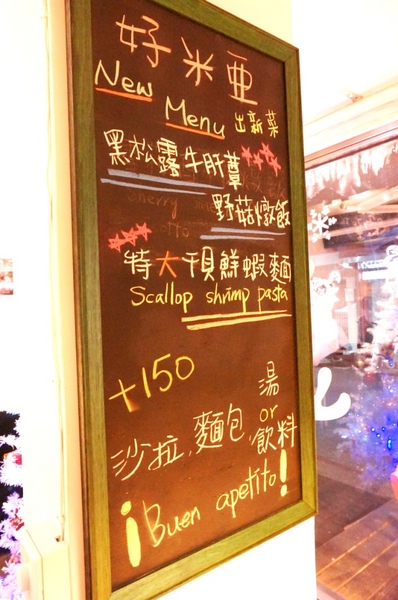 好米亜
New
Menu 出新菜
黑松露牛肝蕈
野菇燉飯
特大干貝鮮蝦麵
Scallop shrimp pasta
+150
沙拉, 麵包, 湯 or 飲料
¡Buen apetito!